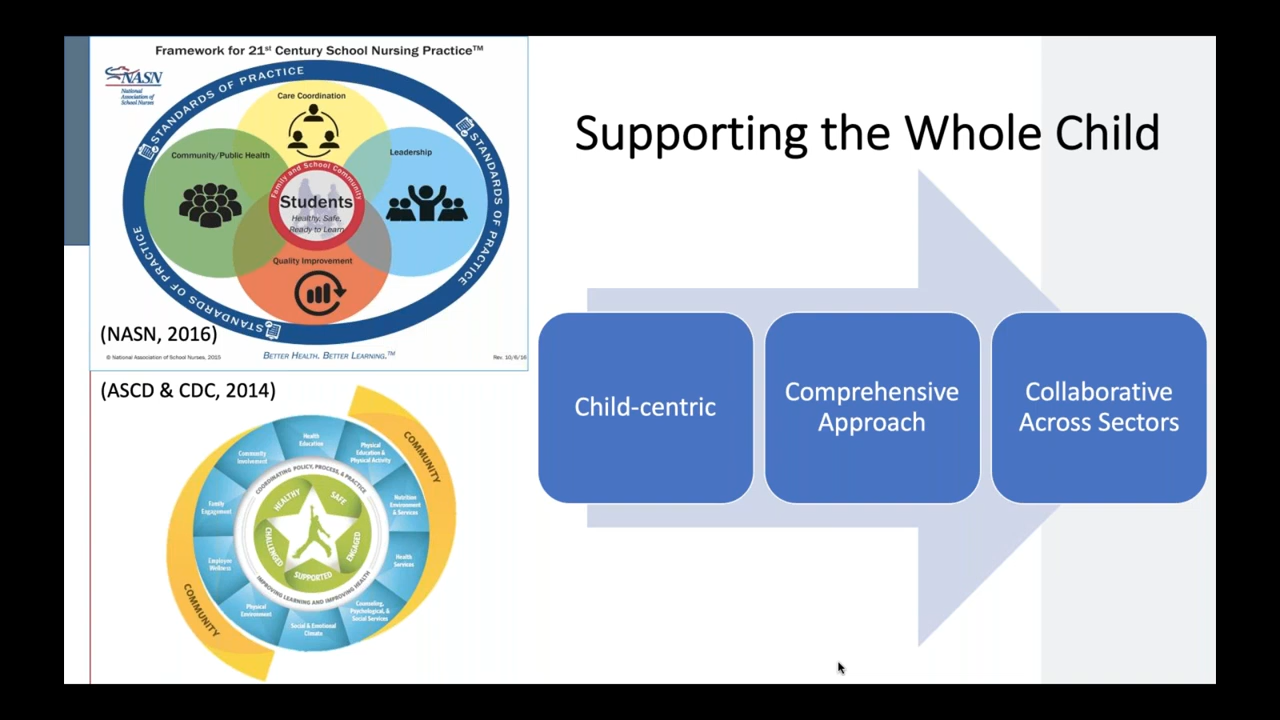 Framework for 21st Century School Nursing Practice™
NASN
National
Association of
School Nurses
STANDARDS OF PRACTICE
STANDARDS OF PRACTICE
STANDARDS OF PRACTICE
Care Coordination
Community/Public Health
Leadership
Family and School Community
Students
Healthy, Safe,
Ready to Learn
Quality Improvement
(NASN, 2016)
© National Association of School Nurses, 2015
BETTER HEALTH. BETTER LEARNING.™
Rev. 10/6/16
(ASCD & CDC, 2014)
COMMUNITY
COMMUNITY
Health
Education
Physical
Education &
Physical Activity
Nutrition
Environment
& Services
Health
Services
Counseling,
Psychological, &
Social Services
Social & Emotional
Climate
Physical
Environment
Employee
Wellness
Family
Engagement
Community
Involvement
COORDINATING POLICY, PROCESS, & PRACTICE
IMPROVING LEARNING AND IMPROVING HEALTH
HEALTHY
SAFE
ENGAGED
SUPPORTED
CHALLENGED
Supporting the Whole Child
Child-centric
Comprehensive
Approach
Collaborative
Across Sectors